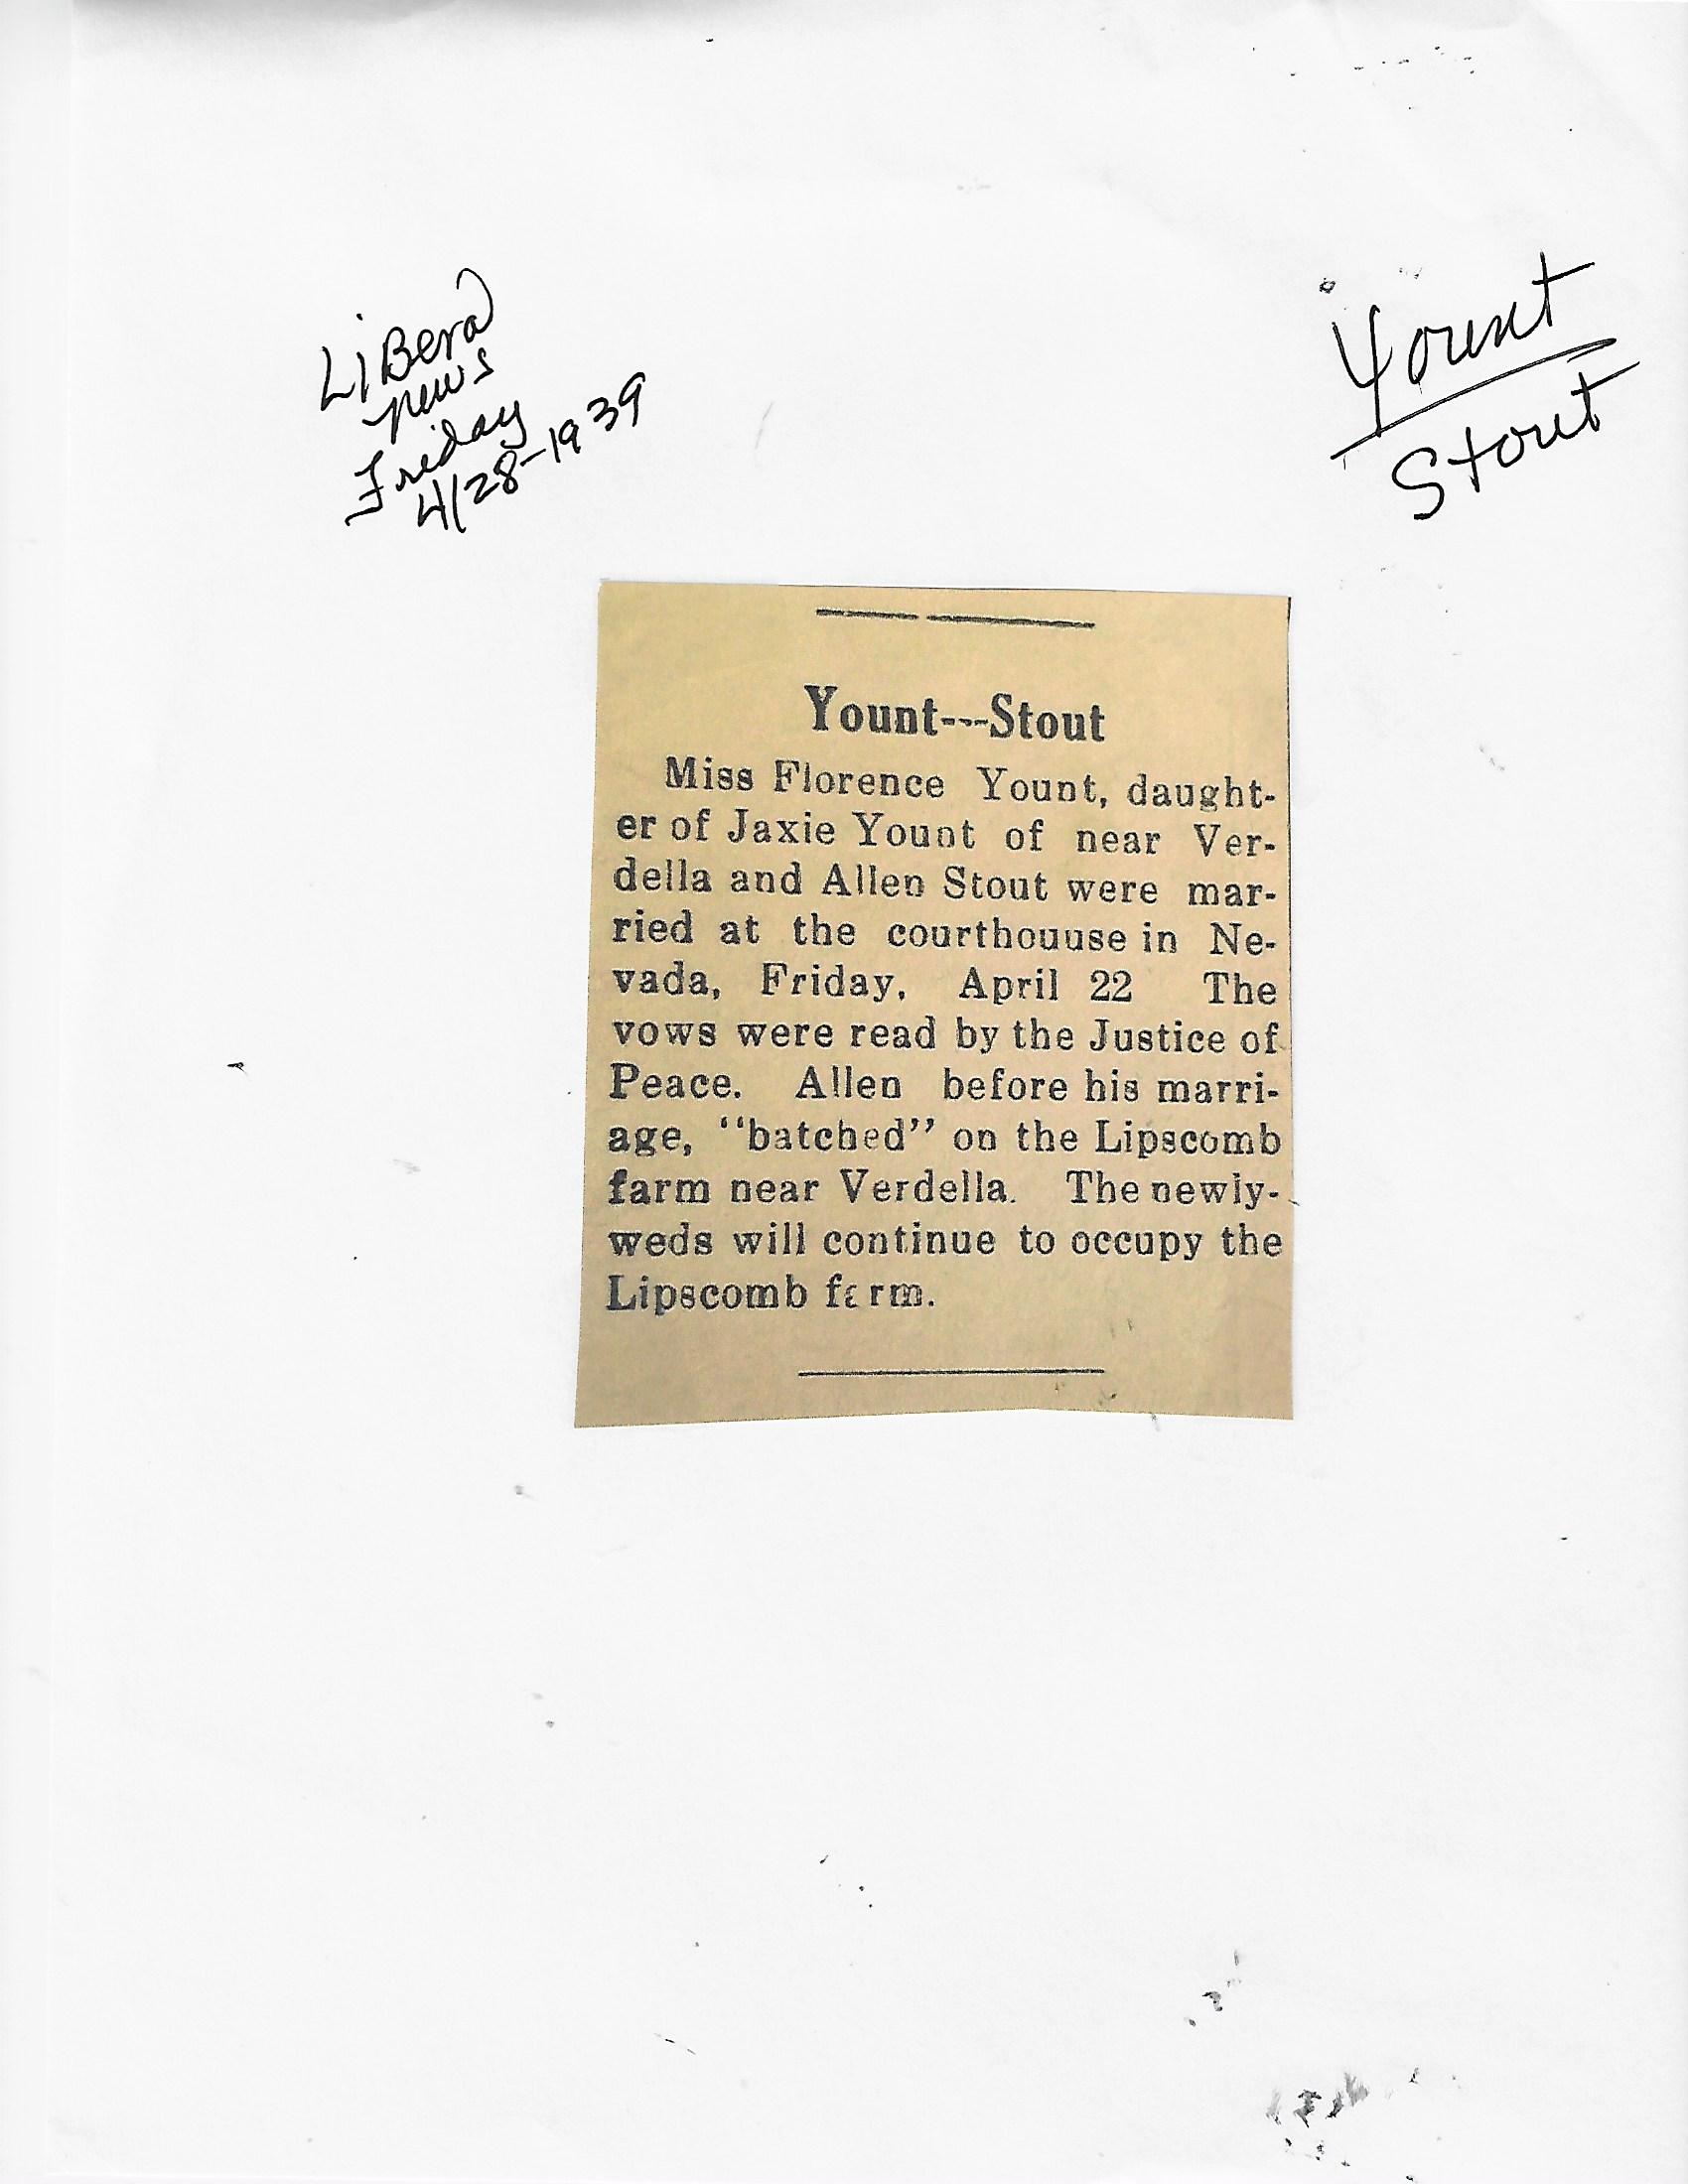 LiBeral
news
Friday
4/28-1939
Yount
Stout
Yount---Stout
Miss Florence Yount, daught-
er of Jaxie Yount of near Ver-
della and Allen Stout were mar-
ried at the courthouuse in Ne-
vada, Friday, April 22 The
vows were read by the Justice of
Peace. Allen before his marri-
age, "batched" on the Lipscomb
farm near Verdella. The newly-
weds will continue to occupy the
Lipscomb farm.